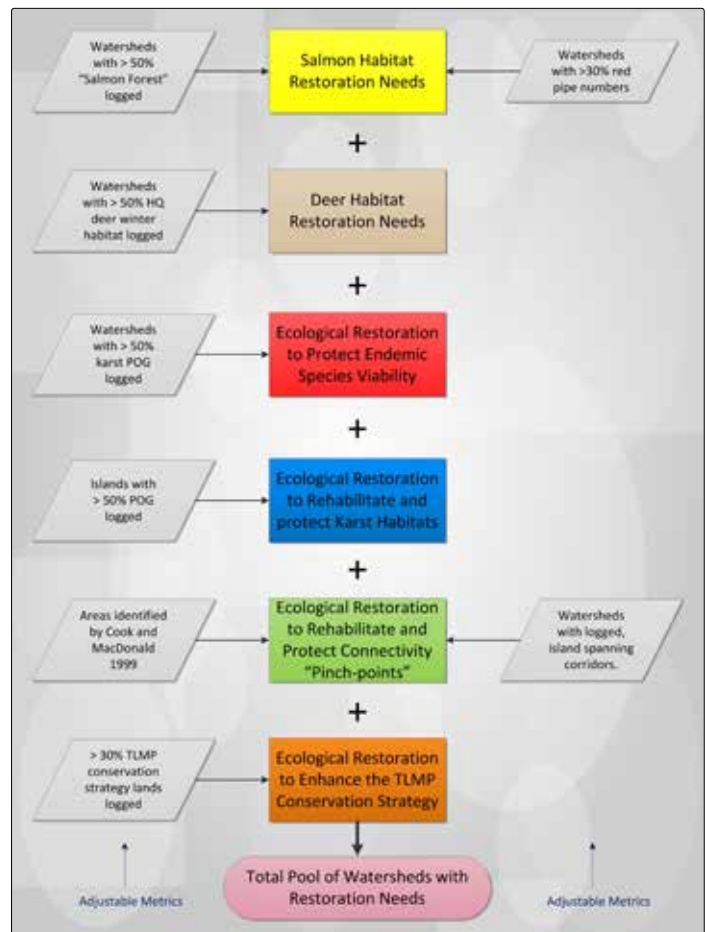 Watersheds
with > 50%
"Salmon Forest"
logged
Salmon Habitat
Restoration Needs
Watersheds
with >30% red
pipe numbers
+
Watersheds
with > 50% HQ
deer winter
habitat logged
Deer Habitat
Restoration Needs
+
Watersheds
with > 50%
karst POG
logged
Ecological Restoration
to Protect Endemic
Species Viability
+
Islands with
> 50% POG
logged
Ecological Restoration
to Rehabilitate and
protect Karst Habitats
+
Areas identified
by Cook and
MacDonald
1999
Ecological Restoration
to Rehabilitate and
Protect Connectivity
"Pinch-points"
Watersheds
with logged,
Island spanning
corridors.
+
> 30% TLMP
conservation
strategy lands
logged
Ecological Restoration
to Enhance the TLMP
Conservation Strategy
Total Pool of Watersheds with
Restoration Needs
Adjustable Metrics
Adjustable Metrics